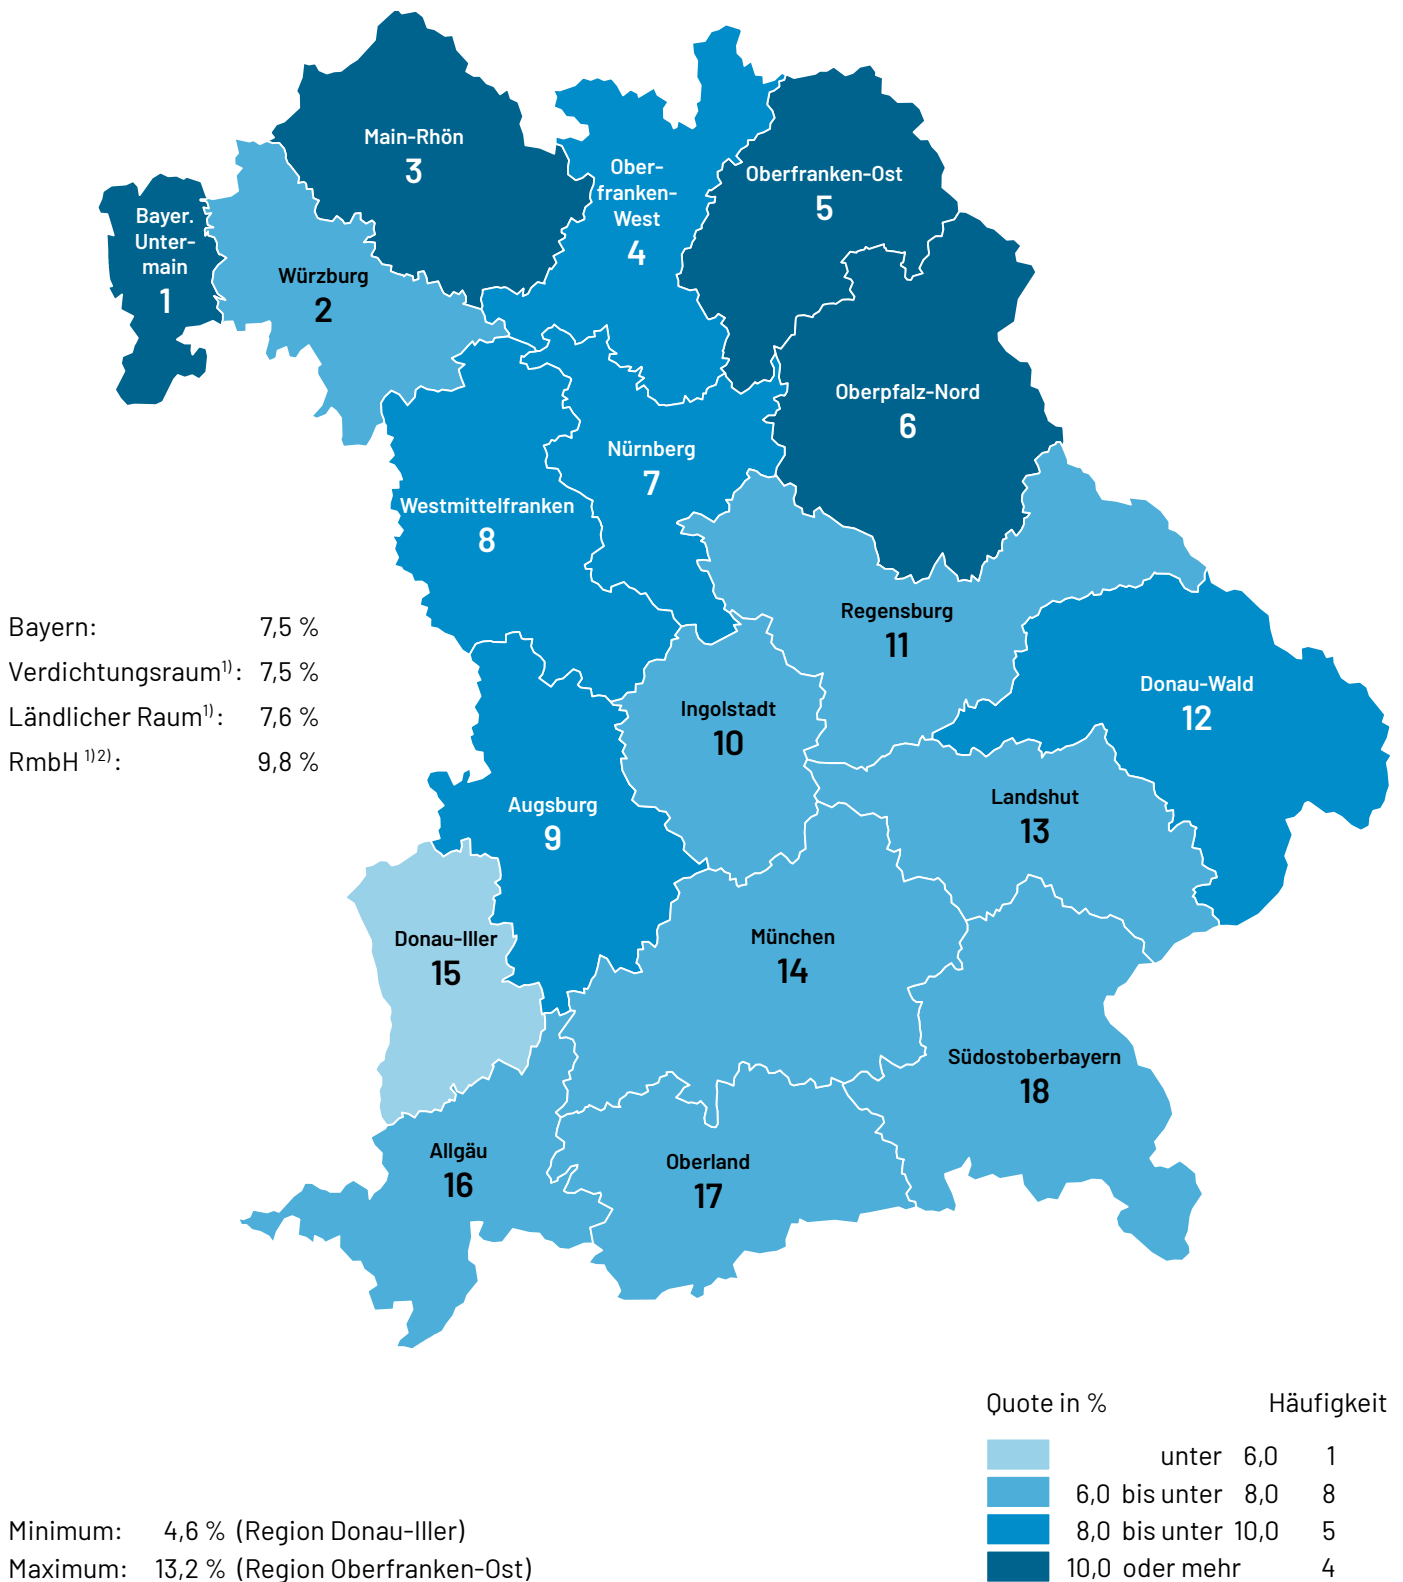 Main-Rhön
3
Ober-
franken-
West
4
Oberfranken-Ost
5
Bayer.
Unter-
main
1
Würzburg
2
Oberpfalz-Nord
6
Nürnberg
7
Westmittelfranken
8
Regensburg
11
Bayern: 7,5 %
Verdichtungsraum1): 7,5 %
Ländlicher Raum1): 7,6 %
RmbH 1)2): 9,8 %
Donau-Wald
12
Ingolstadt
10
Augsburg
9
Landshut
13
Donau-Iller
15
München
14
Südostoberbayern
18
Allgäu
16
Oberland
17
Quote in % Häufigkeit
unter 6,0 1
6,0 bis unter 8,0 8
8,0 bis unter 10,0 5
10,0 oder mehr 4
Minimum: 4,6 % (Region Donau-Iller)
Maximum: 13,2 % (Region Oberfranken-Ost)